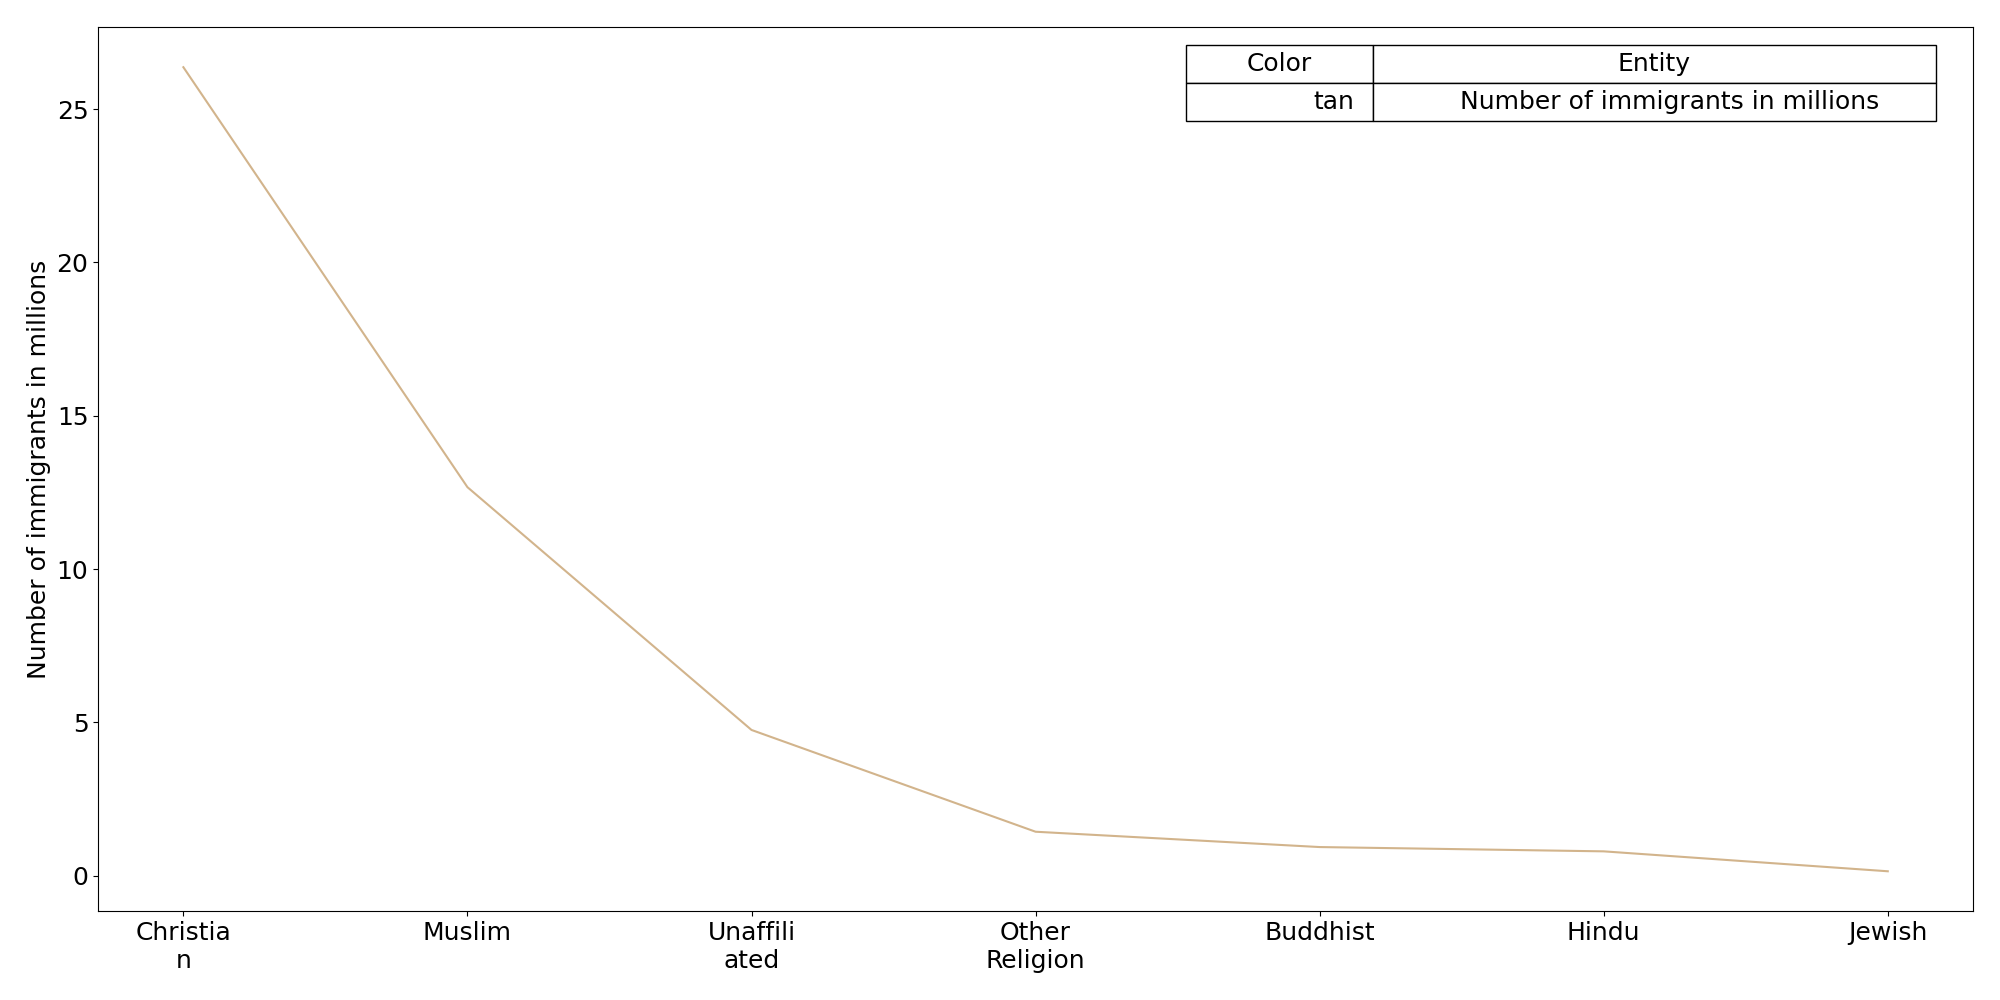 Color Entity
tan Number of immigrants in millions
Number of immigrants in millions
25
20
15
10
5
0
Christia
n
Muslim
Unaffili
ated
Other
Religion
Buddhist
Hindu
Jewish